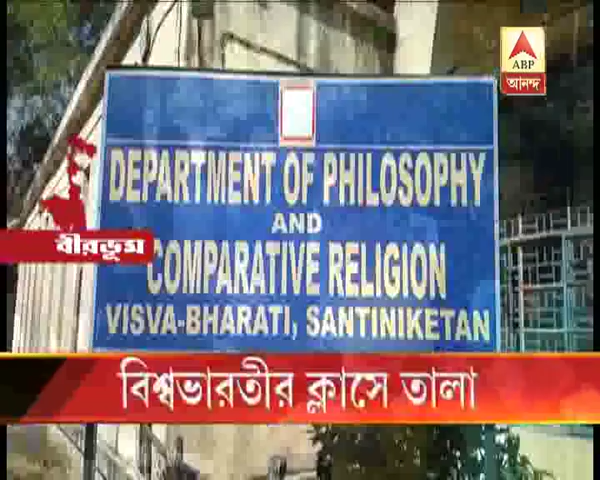 ABP
আনন্দ
DEPARTMENT OF PHILOSOPHY
AND
COMPARATIVE RELIGION
VISVA-BHARATI, SANTINIKETAN
বীরভূম
বিশ্বভারতীর ক্লাসে তালা